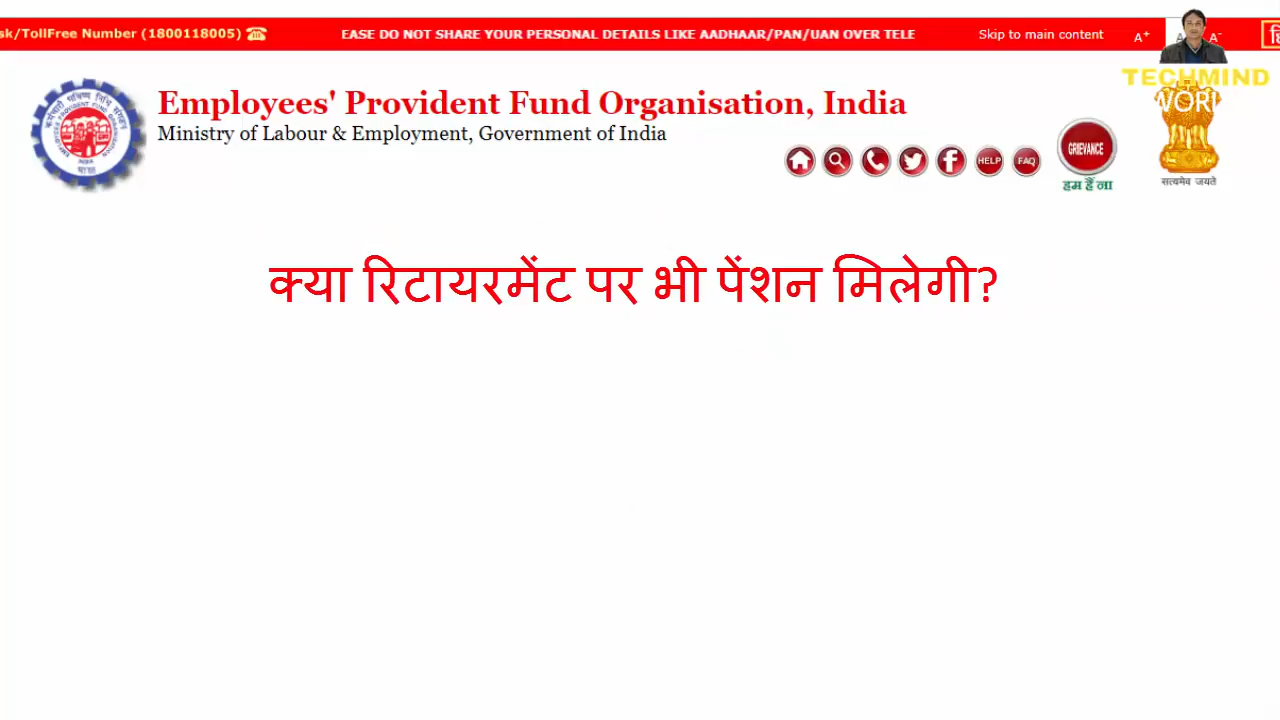 sk/TollFree Number (1800118005)
EASE DO NOT SHARE YOUR PERSONAL DETAILS LIKE AADHAAR/PAN/UAN OVER TELE
Skip to main content
A+
A-
TECHMIND
WORL
Employees' Provident Fund Organisation, India
Ministry of Labour & Employment, Government of India
HELP
FAQ
GRIEVANCE
हम हैं ना
सत्यमेव जयते
क्या रिटायरमेंट पर भी पेंशन मिलेगी?